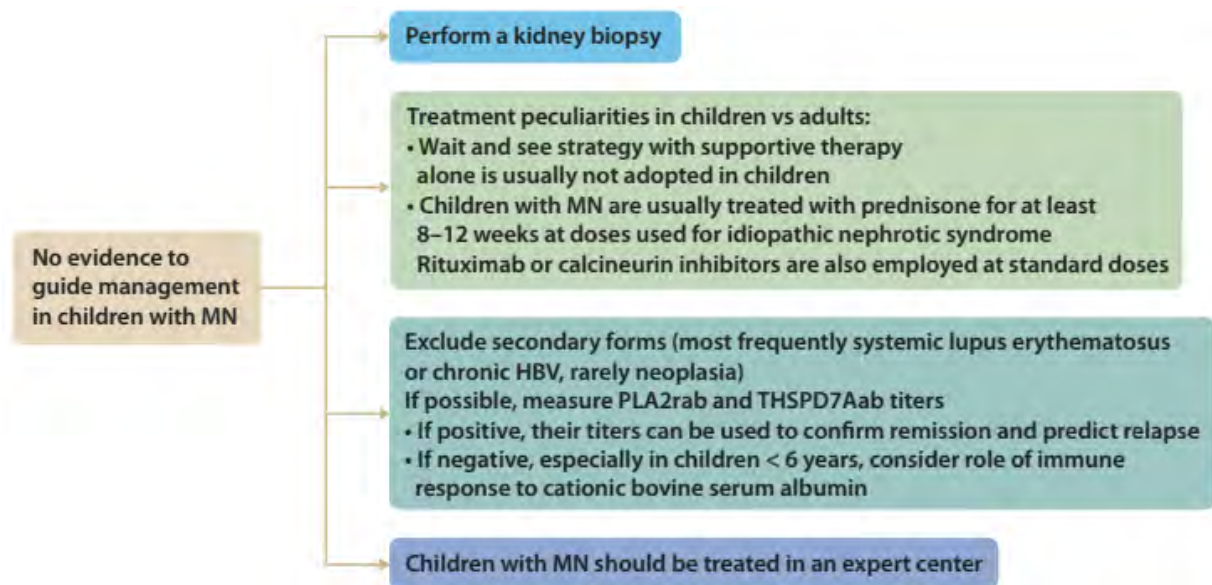 Perform a kidney biopsy
Treatment peculiarities in children vs adults:
• Wait and see strategy with supportive therapy
alone is usually not adopted in children
• Children with MN are usually treated with prednisone for at least
8–12 weeks at doses used for idiopathic nephrotic syndrome
Rituximab or calcineurin inhibitors are also employed at standard doses
No evidence to
guide management
in children with MN
Exclude secondary forms (most frequently systemic lupus erythematosus
or chronic HBV, rarely neoplasia)
If possible, measure PLA2rab and THSPD7Aab titers
• If positive, their titers can be used to confirm remission and predict relapse
• If negative, especially in children < 6 years, consider role of immune
response to cationic bovine serum albumin
Children with MN should be treated in an expert center